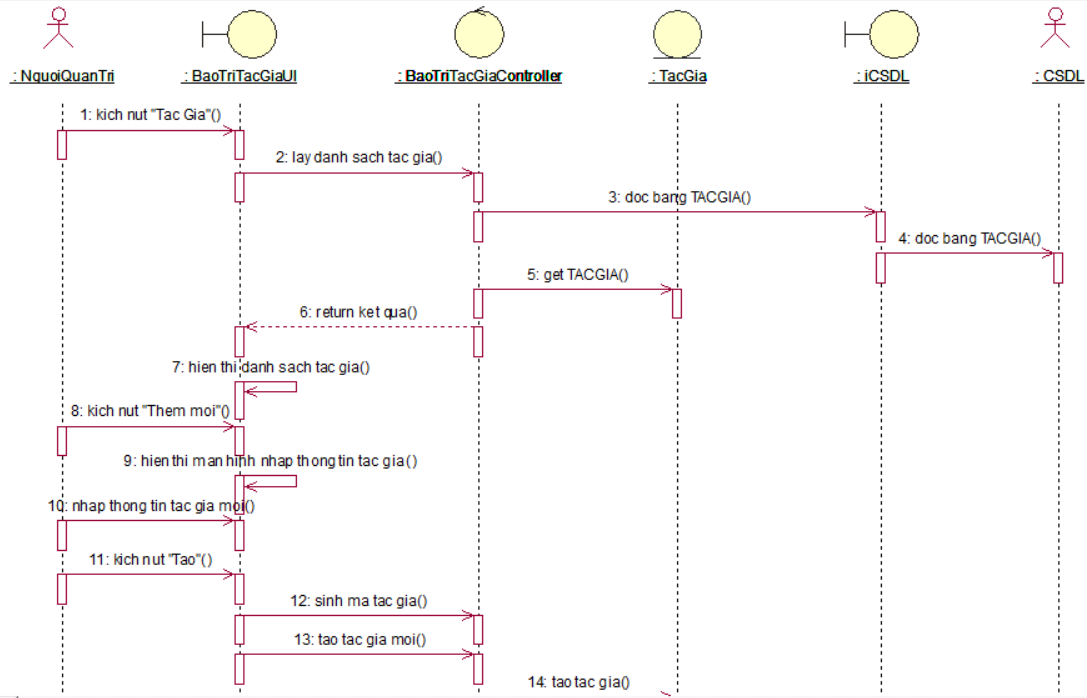 : NguoiQuanTri
: BaoTriTacGiaUI
: BaoTriTacGiaController
: TacGia
: iCSDL
: CSDL
1: kich nut "Tac Gia"()
2: lay danh sach tac gia()
3: doc bang TACGIA()
4: doc bang TACGIA()
5: get TACGIA()
6: return ket qua()
7: hien thi danh sach tac gia()
8: kich nut "Them moi"()
9: hien thi man hinh nhap thong tin tac gia()
10: nhap thong tin tac gia moi()
11: kich nut "Tao"()
12: sinh ma tac gia()
13: tao tac gia moi()
14: tao tac gia()